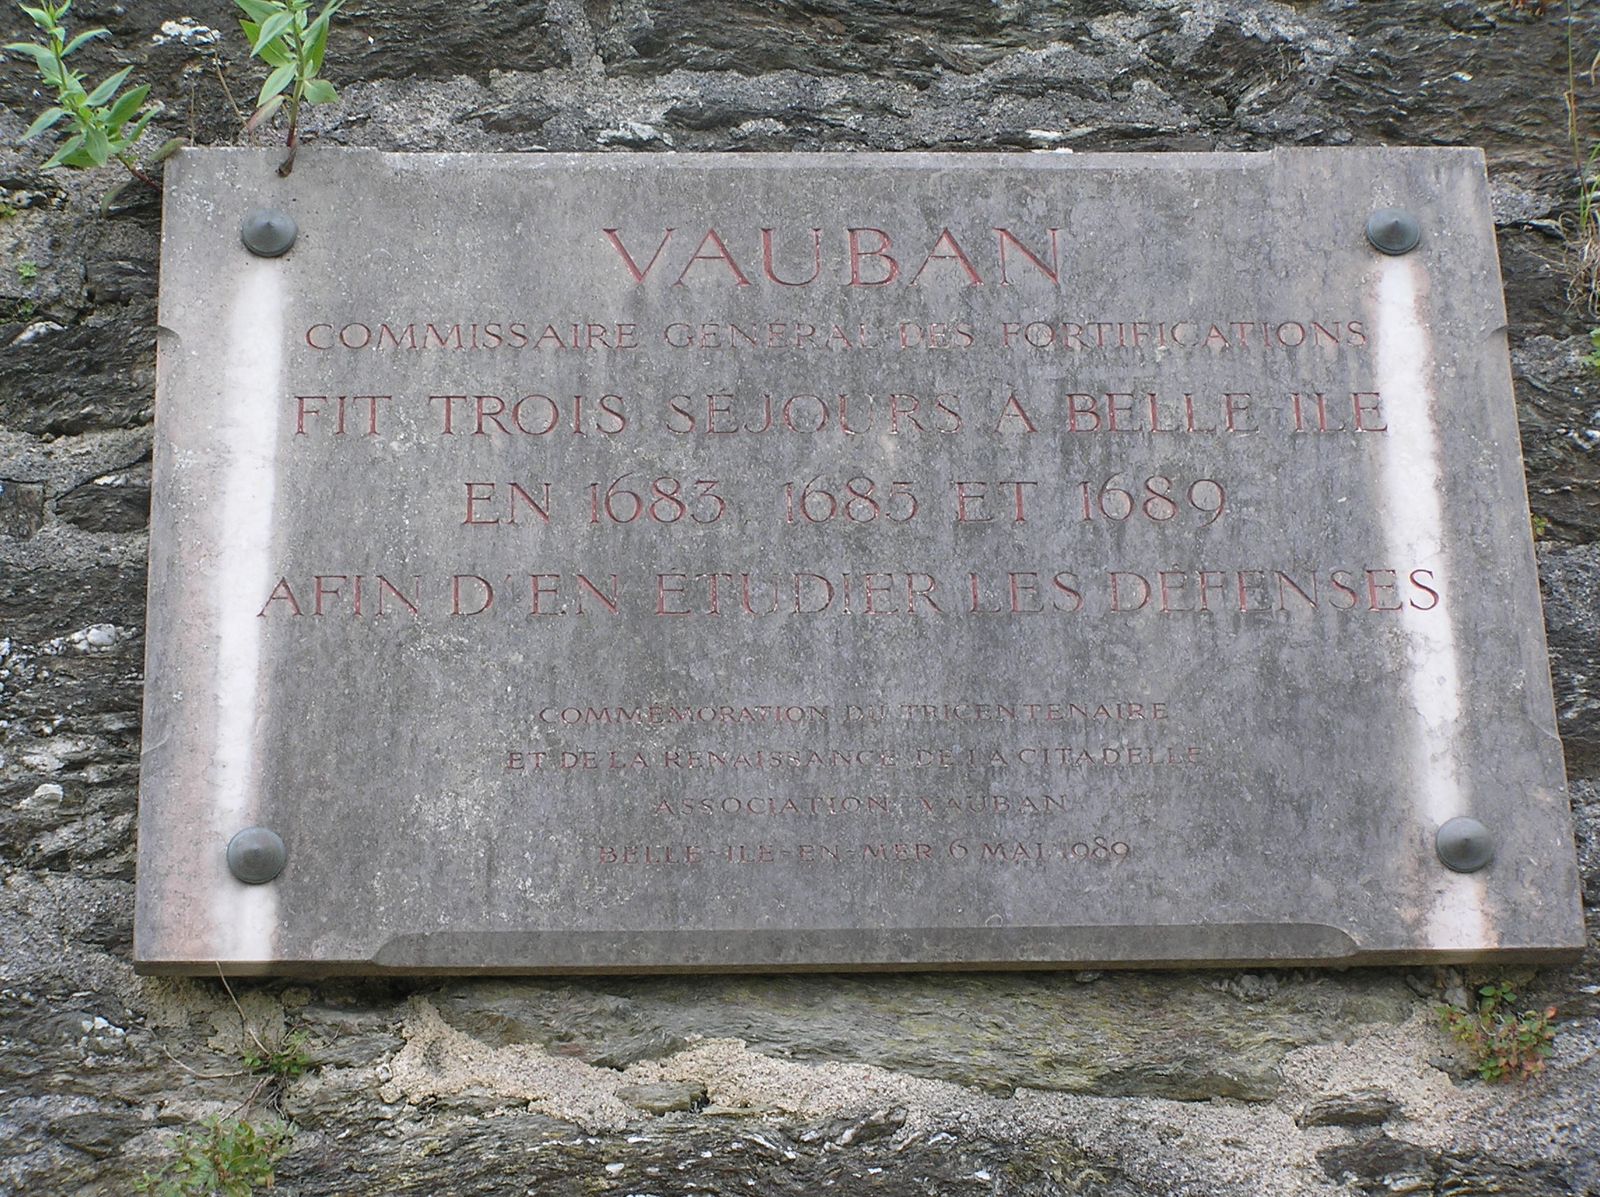 VAUBAN
COMMISSAIRE GÉNÉRAL DES FORTIFICATIONS
FIT TROIS SÉJOURS À BELLE ILE
EN 1683 1685 ET 1689
AFIN D'EN ÉTUDIER LES DÉFENSES
COMMÉMORATION DU TRICENTENAIRE
ET DE LA RENAISSANCE DE LA CITADELLE
ASSOCIATION VAUBAN
BELLE-ILE-EN-MER 6 MAI 1989